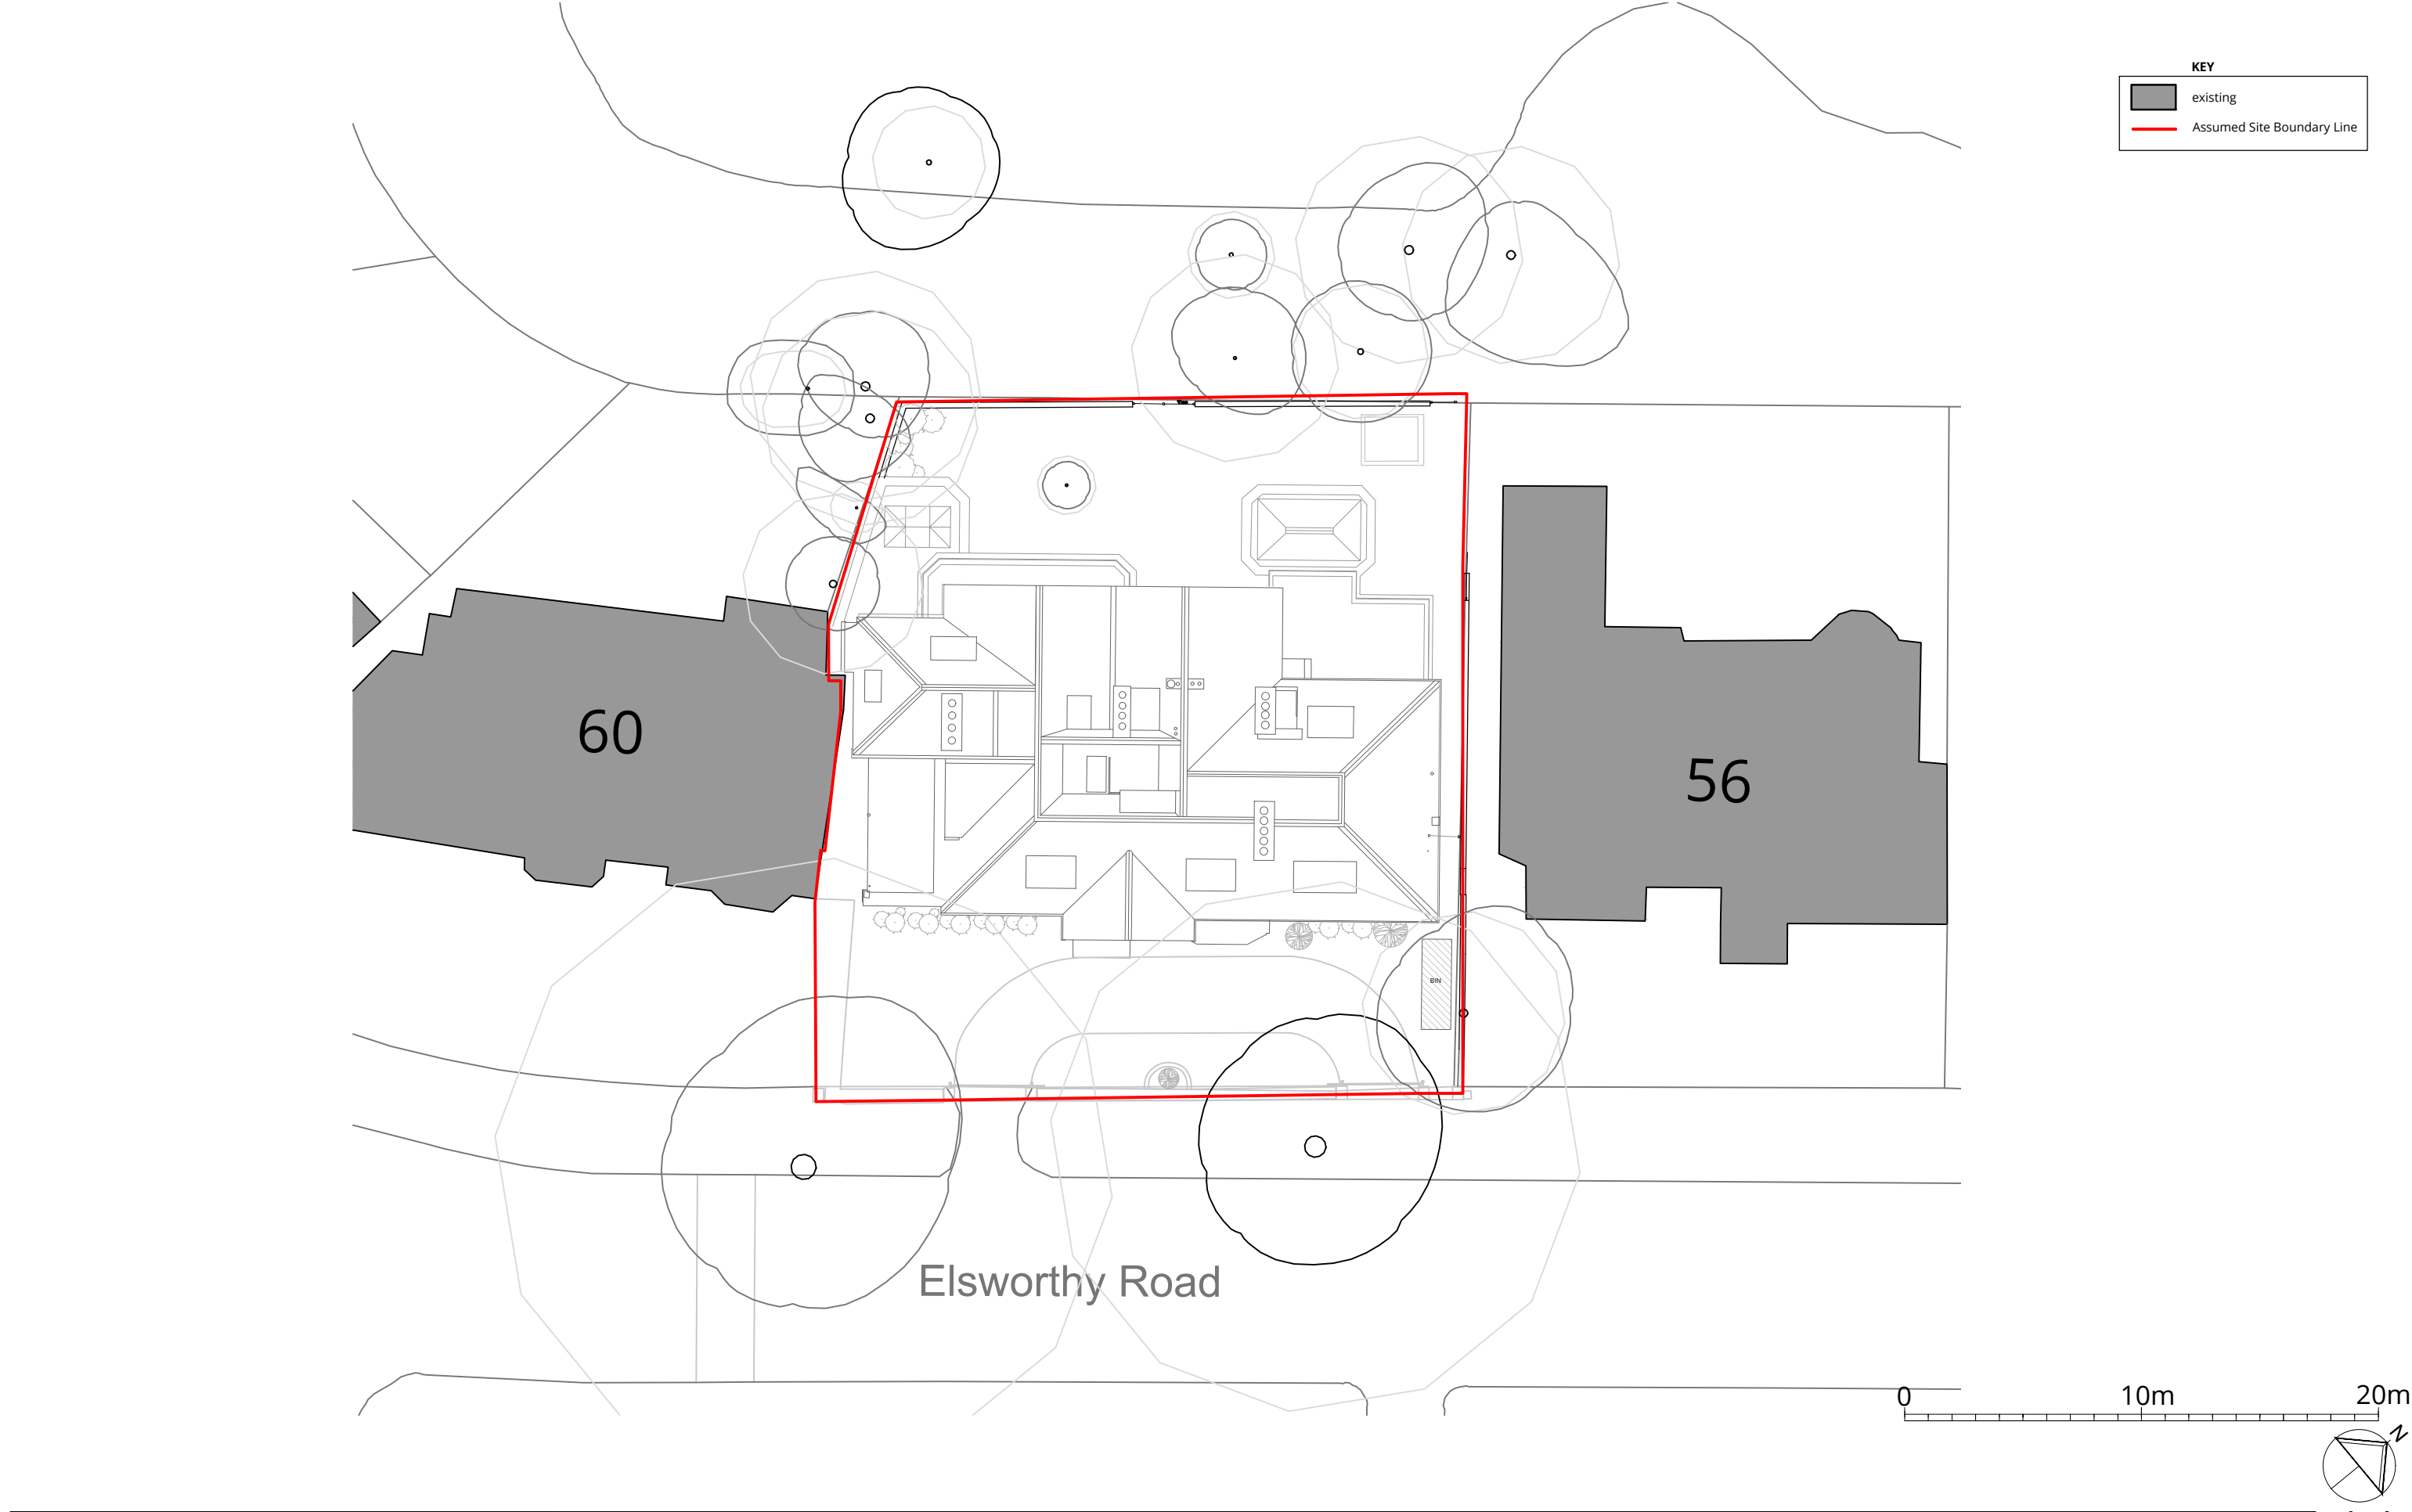 KEY
existing
Assumed Site Boundary Line
60
56
BIN
Elsworthy Road
0 10m 20m
N